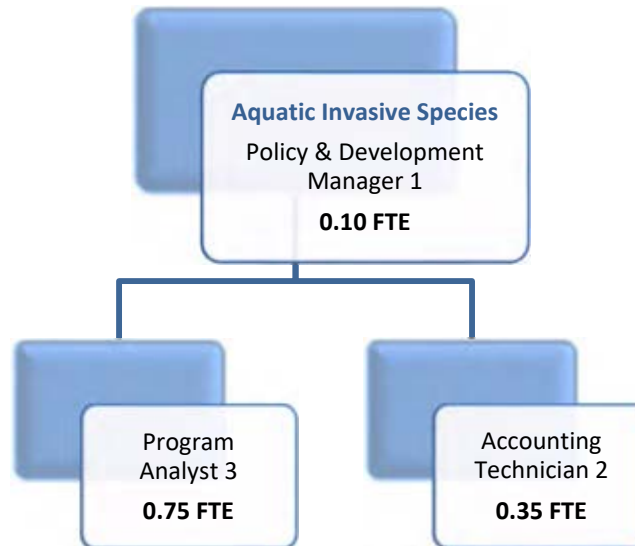 Aquatic Invasive Species
Policy & Development
Manager 1
0.10 FTE
Program
Analyst 3
0.75 FTE
Accounting
Technician 2
0.35 FTE